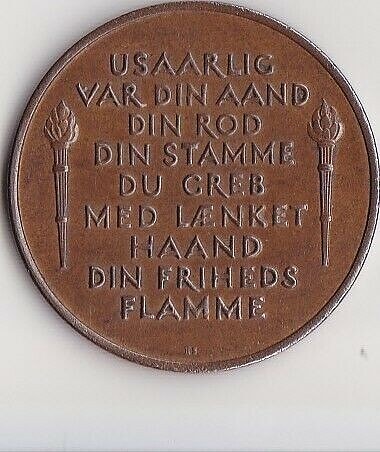 USAARLIG
VAR DIN AAND
DIN ROD
DIN STAMME
DU GREB
MED LÆNKET
HAAND
DIN FRIHEDS
FLAMME